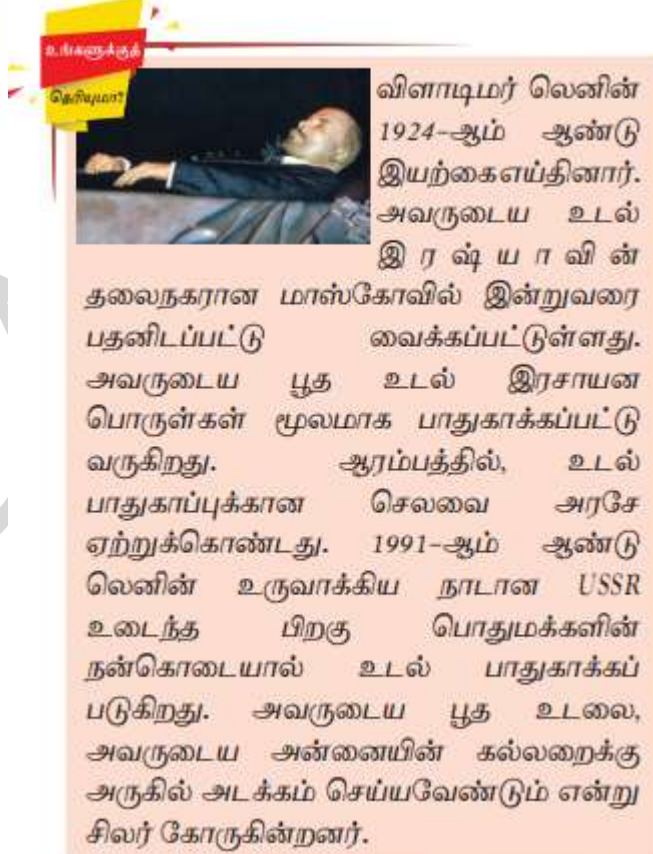 உங்களுக்குத்
தெரியுமா?
விளாடிமர் லெனின்
1924-ஆம் ஆண்டு
இயற்கைஎய்தினார்.
அவருடைய உடல்
இரஷ்யாவின்
தலைநகரான மாஸ்கோவில் இன்றுவரை
பதனிடப்பட்டு வைக்கப்பட்டுள்ளது.
அவருடைய பூத உடல் இரசாயன
பொருள்கள் மூலமாக பாதுகாக்கப்பட்டு
வருகிறது. ஆரம்பத்தில், உடல்
பாதுகாப்புக்கான செலவை அரசே
ஏற்றுக்கொண்டது. 1991-ஆம் ஆண்டு
லெனின் உருவாக்கிய நாடான USSR
உடைந்த பிறகு பொதுமக்களின்
நன்கொடையால் உடல் பாதுகாக்கப்
படுகிறது. அவருடைய பூத உடலை,
அவருடைய அன்னையின் கல்லறைக்கு
அருகில் அடக்கம் செய்யவேண்டும் என்று
சிலர் கோருகின்றனர்.